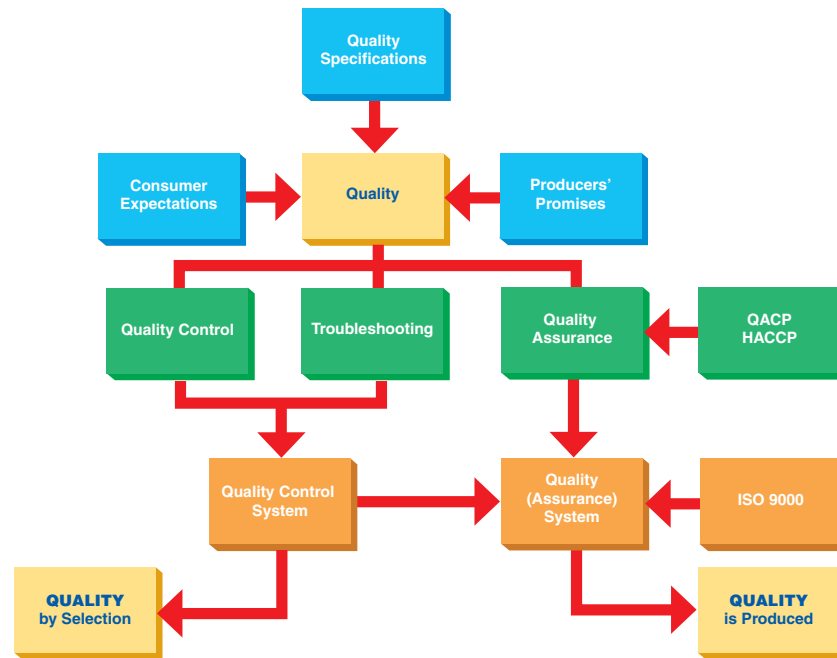 Quality
Specifications
Consumer
Expectations
Quality
Producers’
Promises
Quality Control
Troubleshooting
Quality
Assurance
QACP
HACCP
Quality Control
System
Quality
(Assurance)
System
ISO 9000
QUALITY
by Selection
QUALITY
is Produced